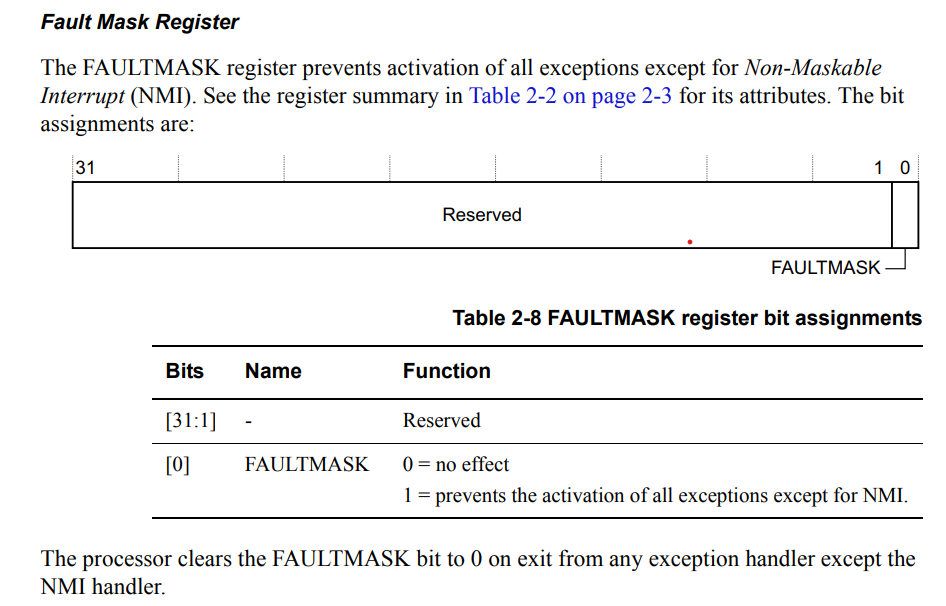 Fault Mask Register
The FAULTMASK register prevents activation of all exceptions except for Non-Maskable
Interrupt (NMI). See the register summary in Table 2-2 on page 2-3 for its attributes. The bit
assignments are:
31 1 0
Reserved
FAULTMASK
Table 2-8 FAULTMASK register bit assignments
Bits Name Function
[31:1] - Reserved
[0] FAULTMASK 0 = no effect
1 = prevents the activation of all exceptions except for NMI.
The processor clears the FAULTMASK bit to 0 on exit from any exception handler except the
NMI handler.